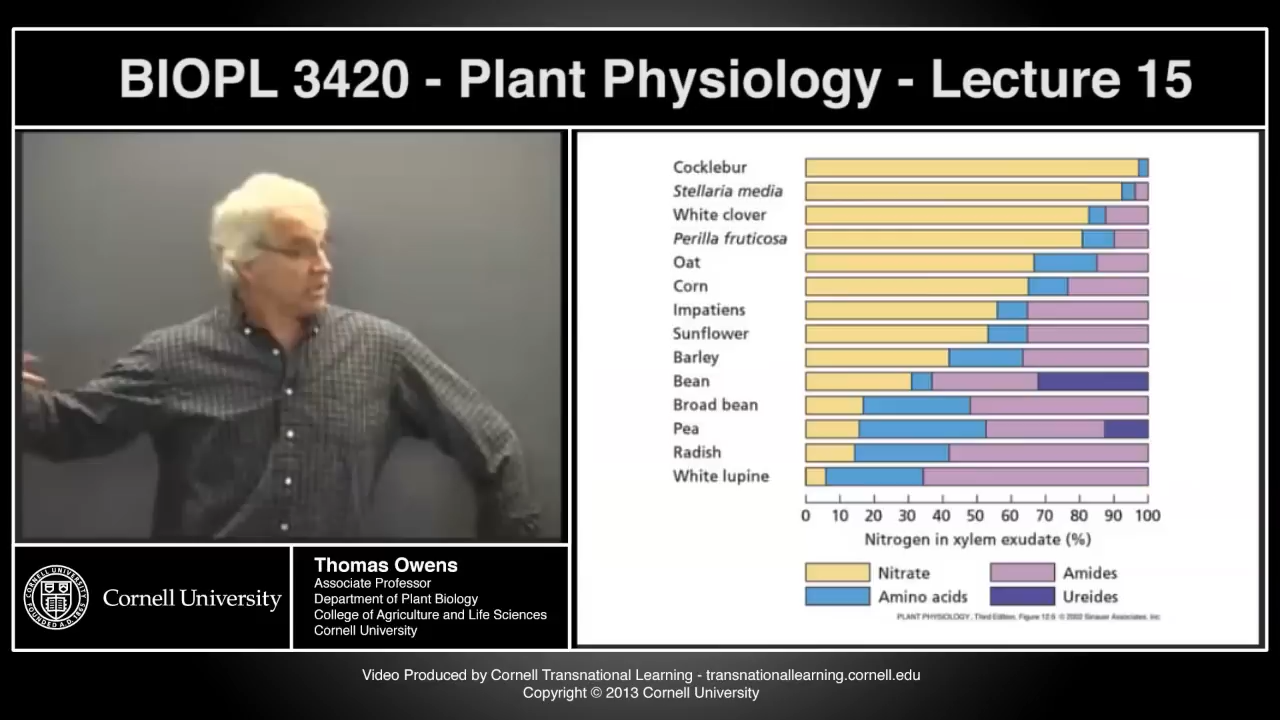 BIOPL 3420 - Plant Physiology - Lecture 15
Cocklebur
Stellaria media
White clover
Perilla fruticosa
Oat
Corn
Impatiens
Sunflower
Barley
Bean
Broad bean
Pea
Radish
White lupine
0 10 20 30 40 50 60 70 80 90 100
Nitrogen in xylem exudate (%)
Nitrate
Amides
Amino acids
Ureides
PLANT PHYSIOLOGY, Third Edition, Figure 12.6 © 2002 Sinauer Associates, Inc.
Cornell University
Thomas Owens
Associate Professor
Department of Plant Biology
College of Agriculture and Life Sciences
Cornell University
Video Produced by Cornell Transnational Learning - transnationallearning.cornell.edu
Copyright © 2013 Cornell University